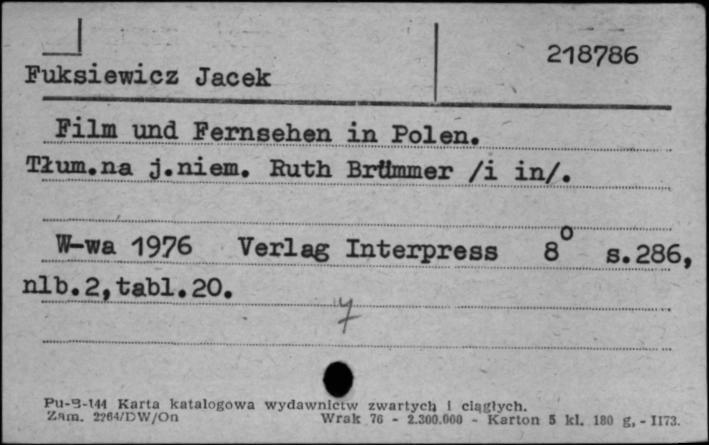 218786
Fuksiewicz Jacek
Film und Fernsehen in Polen.
Tłum.na j.niem. Ruth Brümmer /i in/.
W-wa 1976 Verlag Interpress 8° s.286,
nlb.2,tabl.20.
Pu-B-144 Karta katalogowa wydawnictw zwartych i ciągłych.
Zam. 2264/DW/On Wrak 76 - 2.300.000 - Karton 5 kl. 180 g, - 1173.